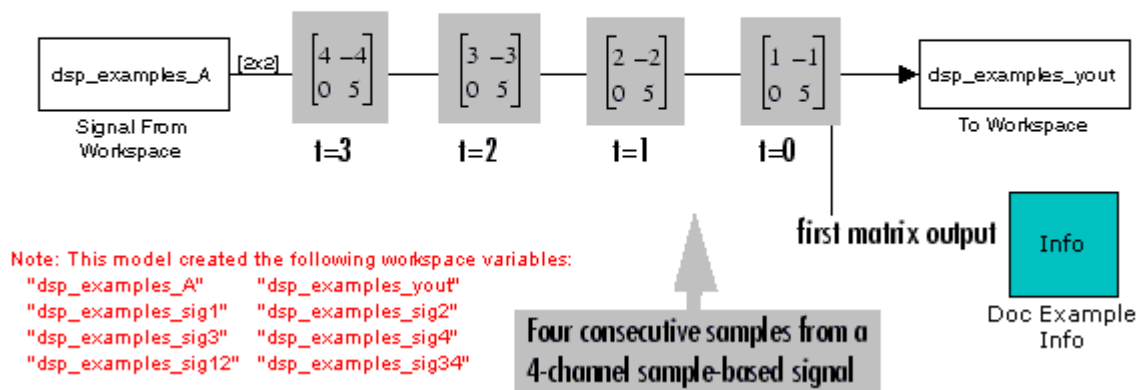 dsp_examples_A
[2x2]
4 -4
0 5
3 -3
0 5
2 -2
0 5
1 -1
0 5
dsp_examples_yout
Signal From
Workspace
To Workspace
t=3
t=2
t=1
t=0
first matrix output
Info
Doc Example
Info
Note: This model created the following workspace variables:
"dsp_examples_A" "dsp_examples_yout"
"dsp_examples_sig1" "dsp_examples_sig2"
"dsp_examples_sig3" "dsp_examples_sig4"
"dsp_examples_sig12" "dsp_examples_sig34"
Four consecutive samples from a
4-channel sample-based signal